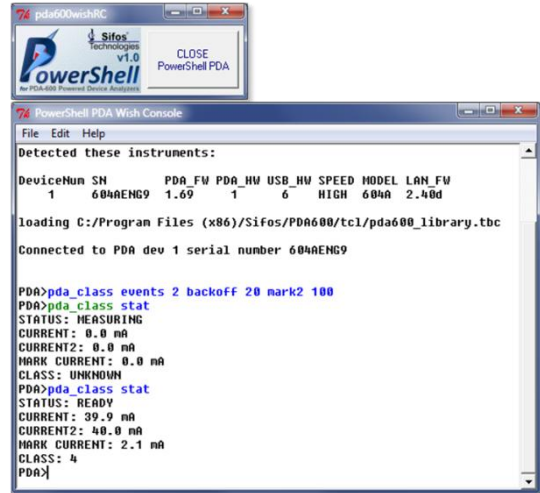 pda600wishRC
Sifos
Technologies
v1.0
PowerShell
for PDA-600 Powered Device Analyzers
CLOSE
PowerShell PDA
PowerShell PDA Wish Console
File Edit Help
Detected these instruments:
DeviceNum SN PDA_FW PDA_HW USB_HW SPEED MODEL LAN_FW
1 604AENG9 1.69 1 6 HIGH 604A 2.40d
loading C:/Program Files (x86)/Sifos/PDA600/tcl/pda600_library.tbc
Connected to PDA dev 1 serial number 604AENG9
PDA>pda_class events 2 backoff 20 mark2 100
PDA>pda_class stat
STATUS: MEASURING
CURRENT: 0.0 mA
CURRENT2: 0.0 mA
MARK CURRENT: 0.0 mA
CLASS: UNKNOWN
PDA>pda_class stat
STATUS: READY
CURRENT: 39.9 mA
CURRENT2: 40.0 mA
MARK CURRENT: 2.1 mA
CLASS: 4
PDA>